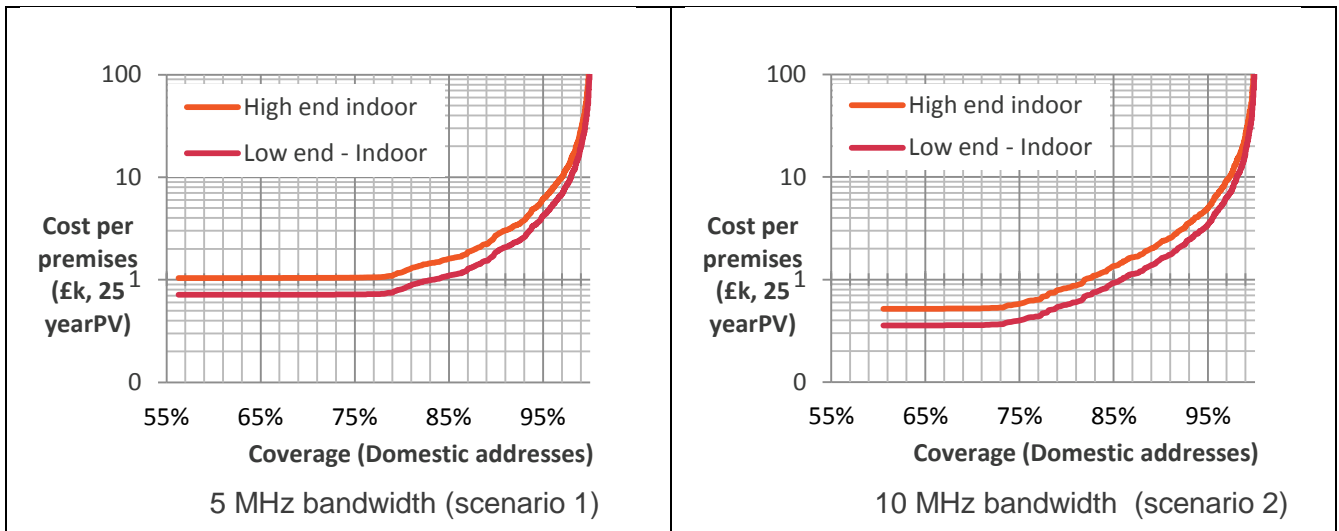 100
High end indoor
Low end - Indoor
10
Cost per
premises
(£k, 25
yearPV)
1
0
55% 65% 75% 85% 95%
Coverage (Domestic addresses)
5 MHz bandwidth (scenario 1)
100
High end indoor
Low end - Indoor
10
Cost per
premises
(£k, 25
yearPV)
1
0
55% 65% 75% 85% 95%
Coverage (Domestic addresses)
10 MHz bandwidth (scenario 2)